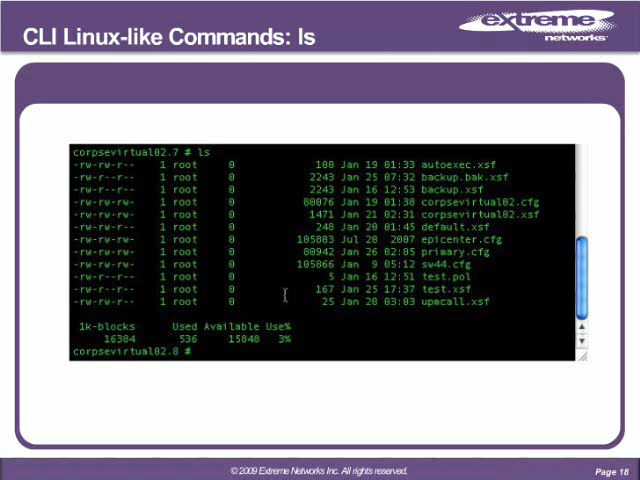 CLI Linux-like Commands: ls
extreme
networks
corpsevirtual02.7 # ls
-rw-rw-r-- 1 root 0 100 Jan 19 01:33 autoexec.xsf
-rw-r--r-- 1 root 0 2243 Jan 25 07:32 backup.bak.xsf
-rw-r--r-- 1 root 0 2243 Jan 16 12:53 backup.xsf
-rw-rw-rw- 1 root 0 80076 Jan 19 01:38 corpsevirtual02.cfg
-rw-rw-rw- 1 root 0 1471 Jan 21 02:31 corpsevirtual02.xsf
-rw-r--r-- 1 root 0 248 Jan 20 01:45 default.xsf
-rw-rw-rw- 1 root 0 105883 Jul 20 2007 epicenter.cfg
-rw-rw-rw- 1 root 0 80942 Jan 26 02:05 primary.cfg
-rw-rw-rw- 1 root 0 105066 Jan 9 05:12 sw44.cfg
-rw-r--r-- 1 root 0 5 Jan 16 12:51 test.pol
-rw-r--r-- 1 root 0 167 Jan 25 17:37 test.xsf
-rw-r--r-- 1 root 0 25 Jan 20 03:03 upmcall.xsf
1k-blocks Used Available Use%
16384 536 15848 3%
corpsevirtual02.8 #
© 2009 Extreme Networks Inc. All rights reserved.
Page 18